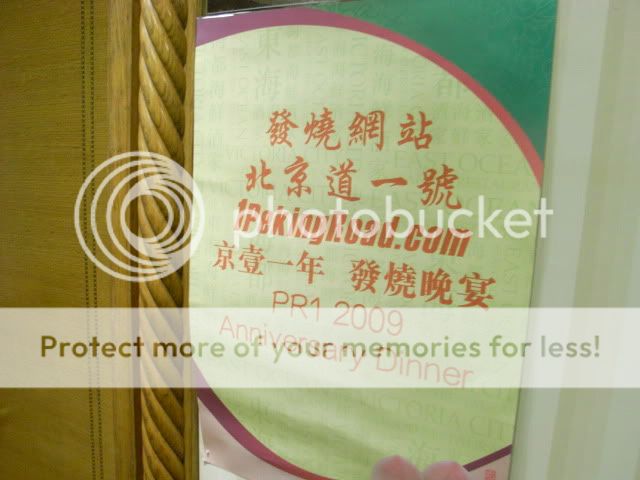 發燒網站
北京道一號
1PekingRoad.com
京壹一年 發燒晚宴
PR1 2009
Anniversary Dinner
photobucket
Protect more of your memories for less!